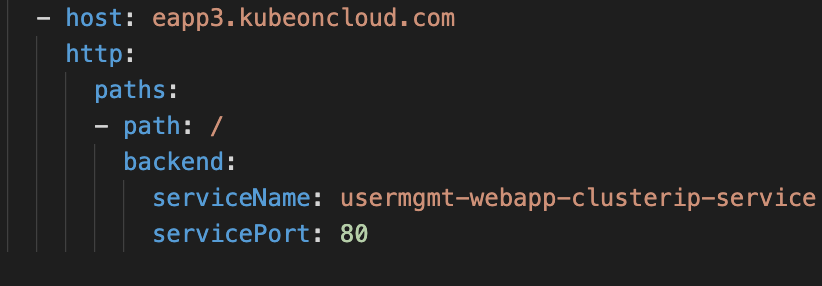 - host: eapp3.kubeoncloud.com
  http:
    paths:
    - path: /
      backend:
        serviceName: usermgmt-webapp-clusterip-service
        servicePort: 80